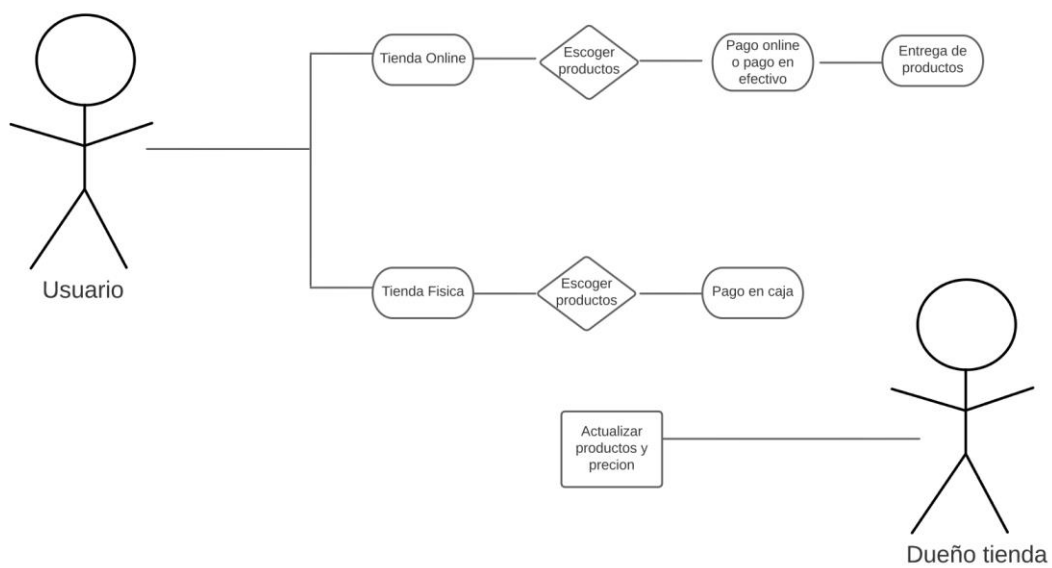 Tienda Online
Escoger
productos
Pago online
o pago en
efectivo
Entrega de
productos
Usuario
Tienda Fisica
Escoger
productos
Pago en caja
Actualizar
productos y
precion
Dueño tienda